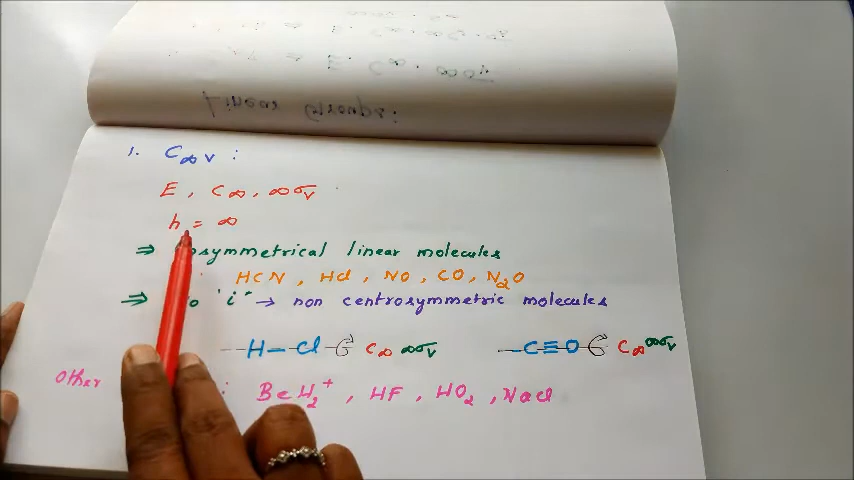 Linear Groups:
1. C∞v :
E, C∞, ∞σv
h = ∞
⇒ symmetrical linear molecules
HCN, HCl, NO, CO, N2O
⇒ 'i' → non centrosymmetric molecules
H—Cl C∞ ∞σv —C≡O C∞ ∞σv
Other : BeH2+, HF, HO2, NaCl